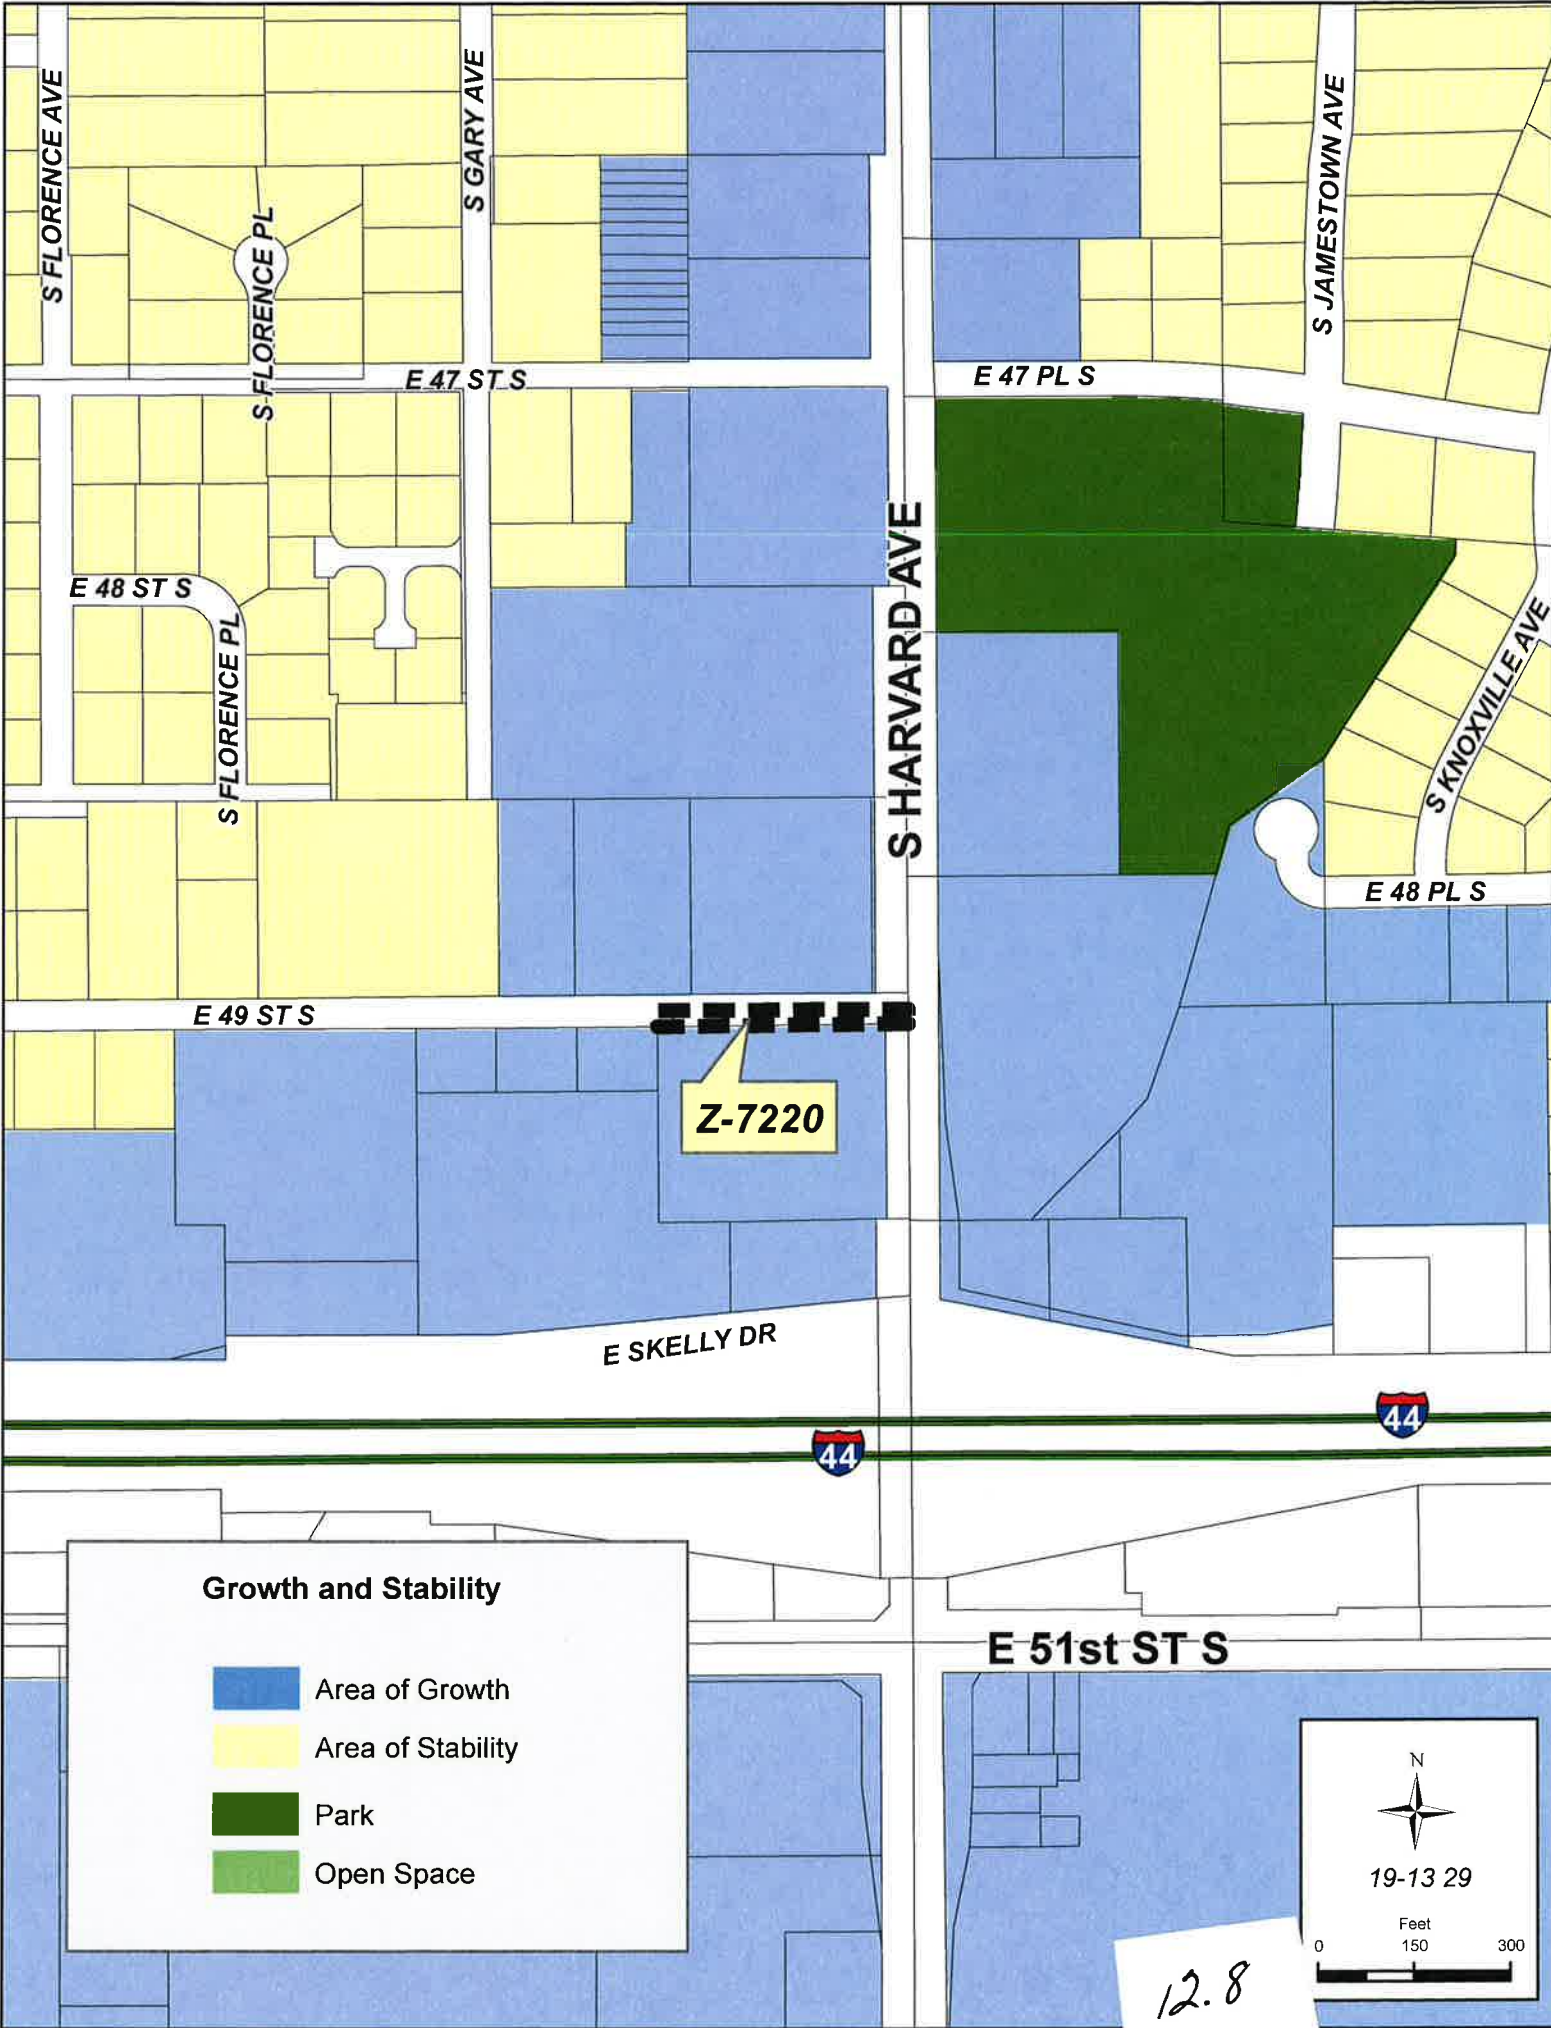 S FLORENCE AVE
S GARY AVE
S JAMESTOWN AVE
S FLORENCE PL
E 47 ST S
E 47 PL S
S HARVARD AVE
E 48 ST S
S FLORENCE PL
S KNOXVILLE AVE
E 48 PL S
E 49 ST S
Z-7220
E SKELLY DR
44
44
E 51st ST S
Growth and Stability
Area of Growth
Area of Stability
Park
Open Space
N
19-13 29
Feet
0 150 300
12.8